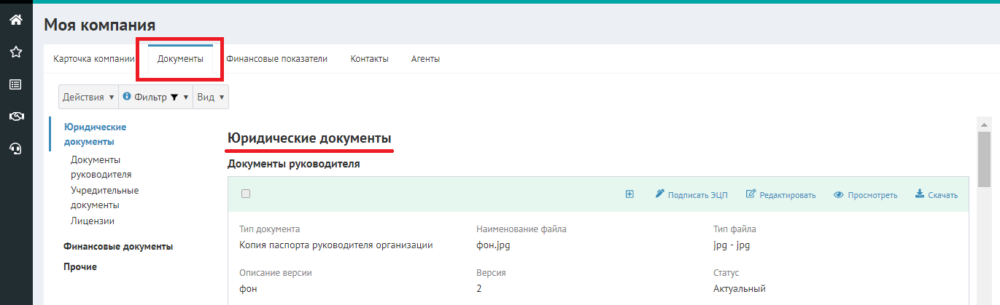 Моя компания
Карточка компании Документы Финансовые показатели Контакты Агенты
Действия Фильтр Вид
Юридические
документы
Документы
руководителя
Учредительные
документы
Лицензии
Финансовые документы
Прочие
Юридические документы
Документы руководителя
Подписать ЭЦП Редактировать Просмотреть Скачать
Тип документа Наименование файла Тип файла
Копия паспорта руководителя организации фон.jpg jpg - jpg
Описание версии Версия Статус
фон 2 Актуальный